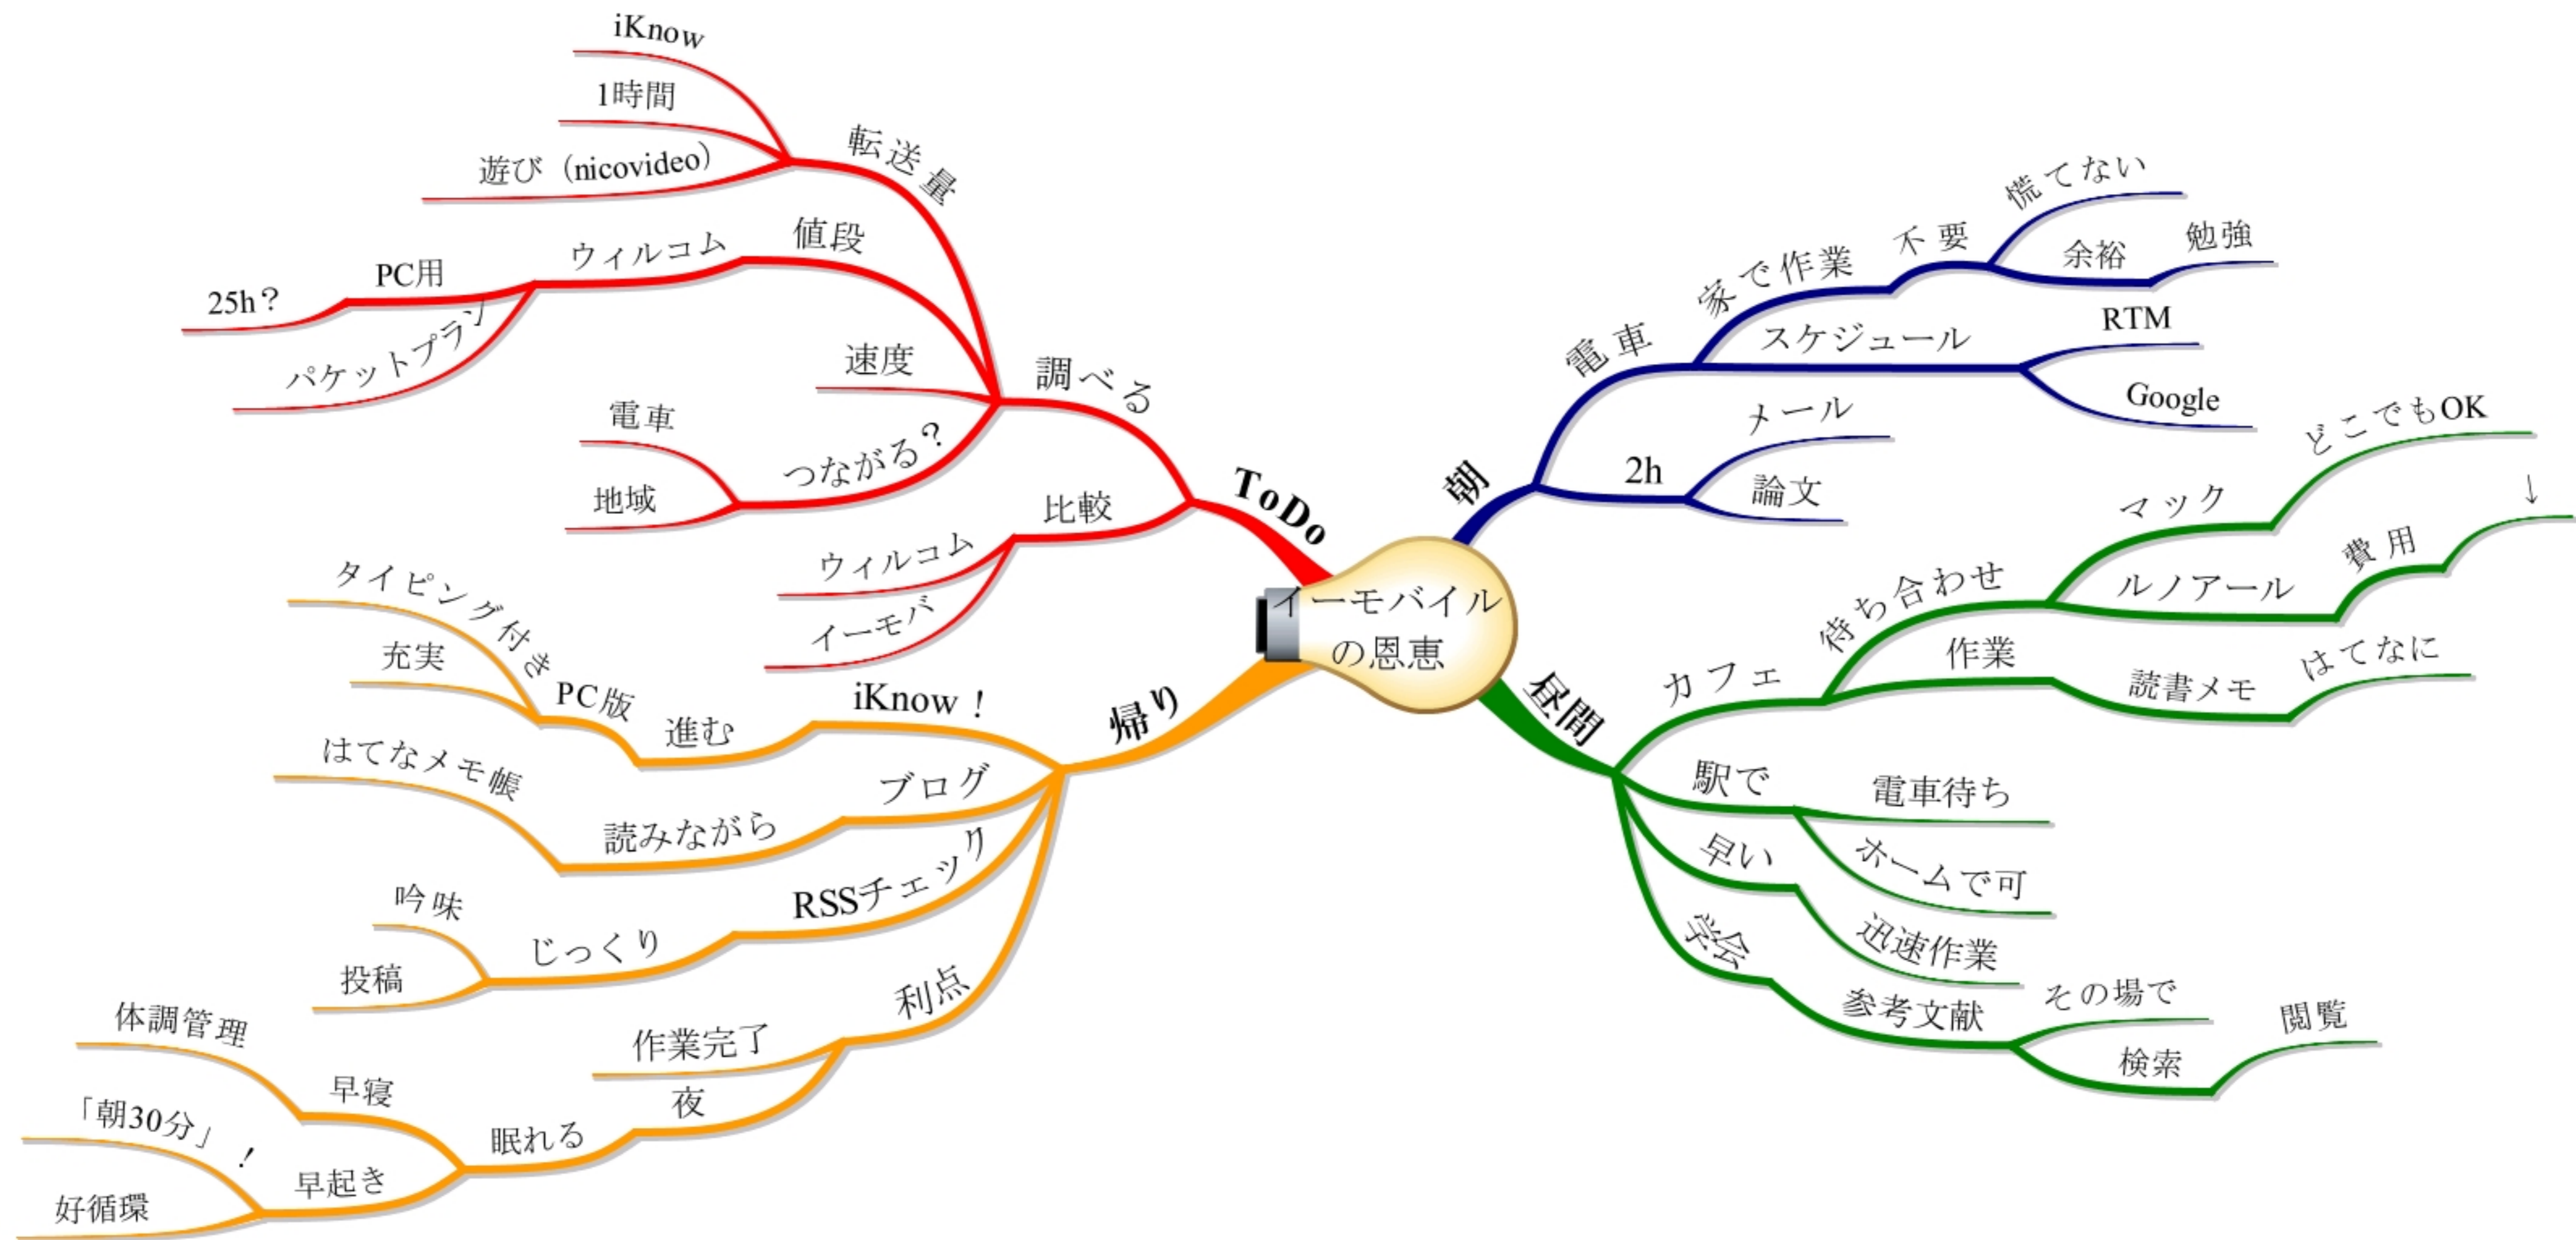 イーモバイル
の恩恵
朝
電車
家で作業
不要
慌てない
余裕
勉強
スケジュール
RTM
Google
2h
メール
論文
昼間
カフェ
待ち合わせ
マック
どこでもOK
ルノアール
費用
↓
作業
読書メモ
はてなに
駅で
電車待ち
ホームで可
早い
迅速作業
学会
参考文献
その場で
検索
閲覧
ToDo
調べる
転送量
iKnow
1時間
遊び（nicovideo）
値段
ウィルコム
PC用
25h？
パケットプラン
速度
つながる？
電車
地域
比較
ウィルコム
イーモバ
帰り
iKnow！
進む
PC版
タイピング付き
充実
ブログ
読みながら
はてなメモ帳
RSSチェック
じっくり
吟味
投稿
利点
作業完了
夜
眠れる
早寝
体調管理
早起き
「朝30分」！
好循環